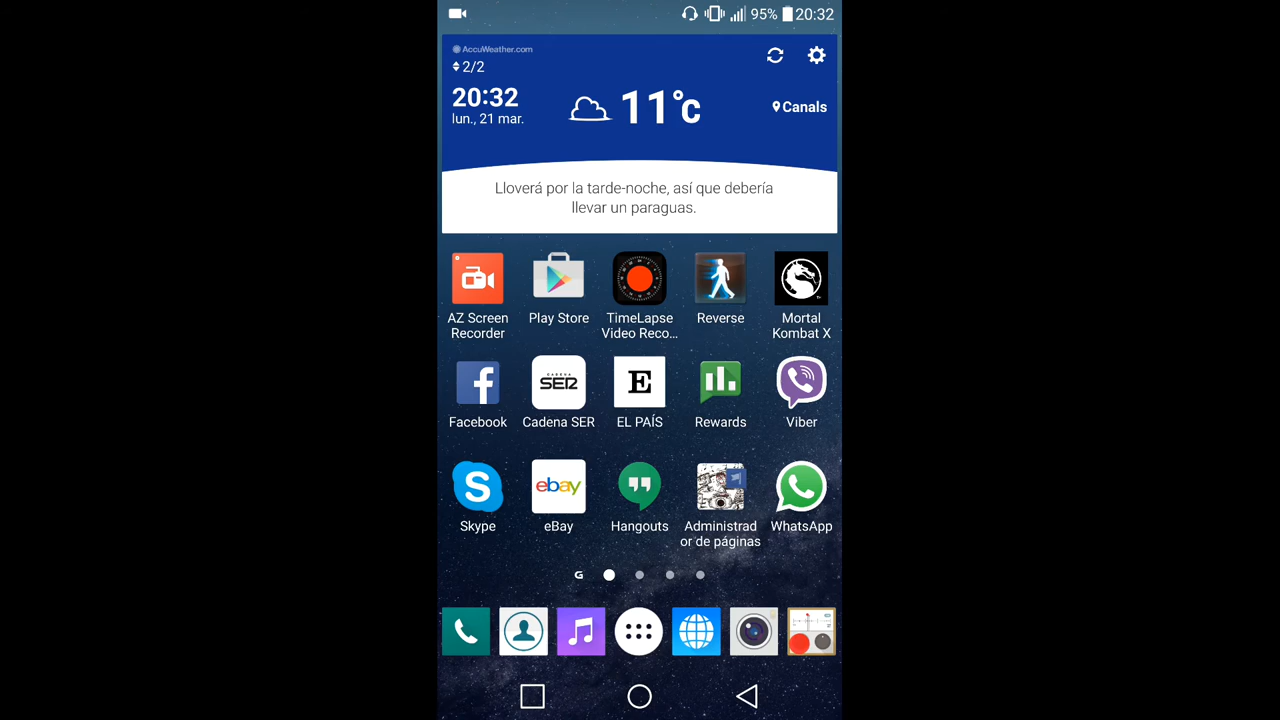 95% 20:32
AccuWeather.com
2/2
20:32
lun., 21 mar.
11°c
Canals
Lloverá por la tarde-noche, así que debería
llevar un paraguas.
AZ Screen
Recorder
Play Store
TimeLapse
Video Reco...
Reverse
Mortal
Kombat X
CADENA
SER
E
Facebook
Cadena SER
EL PAÍS
Rewards
Viber
S
ebay
Skype
eBay
Hangouts
Administrad
or de páginas
WhatsApp
G